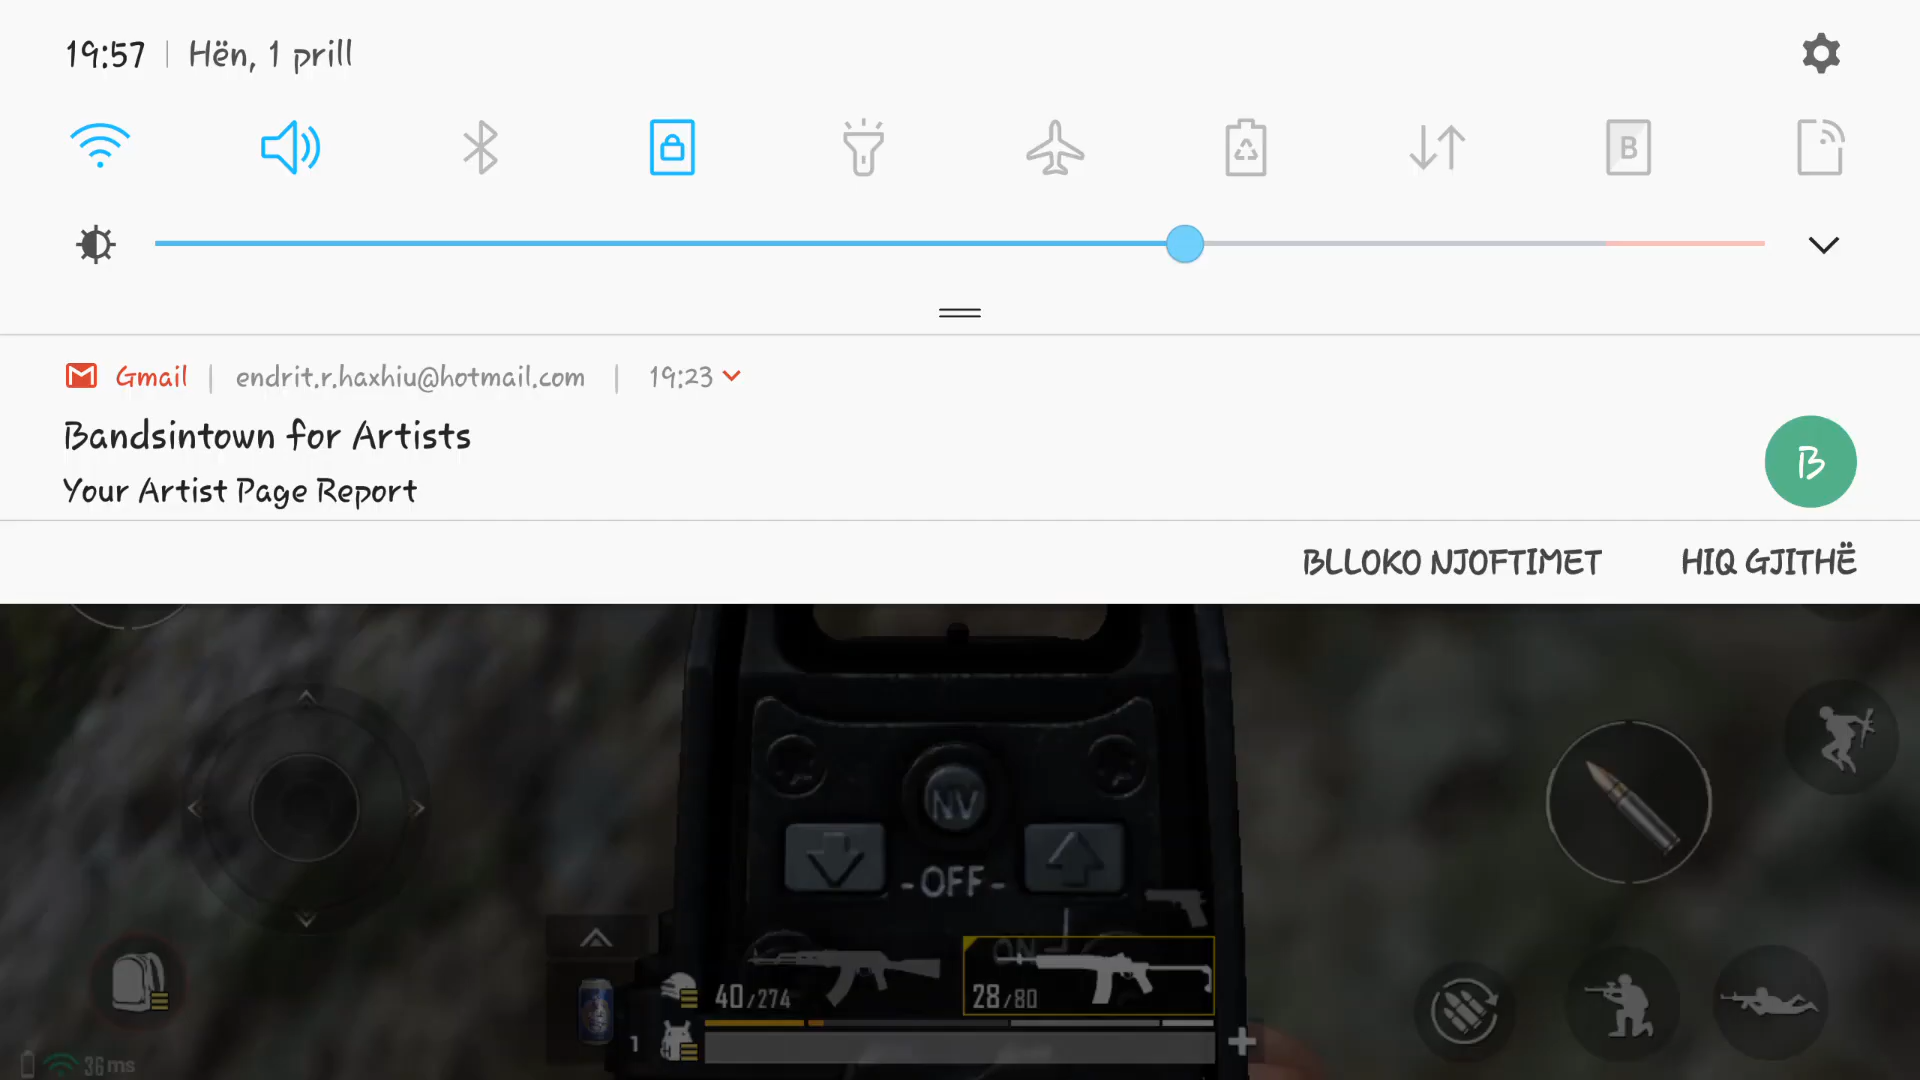 19:57 | Hën, 1 prill
B
Gmail | endrit.r.haxhiu@hotmail.com | 19:23
Bandsintown for Artists
B
Your Artist Page Report
BLLOKO NJOFTIMET HIQ GJITHË
NV
-OFF-
ON
40/274
28/80
1
H
36ms